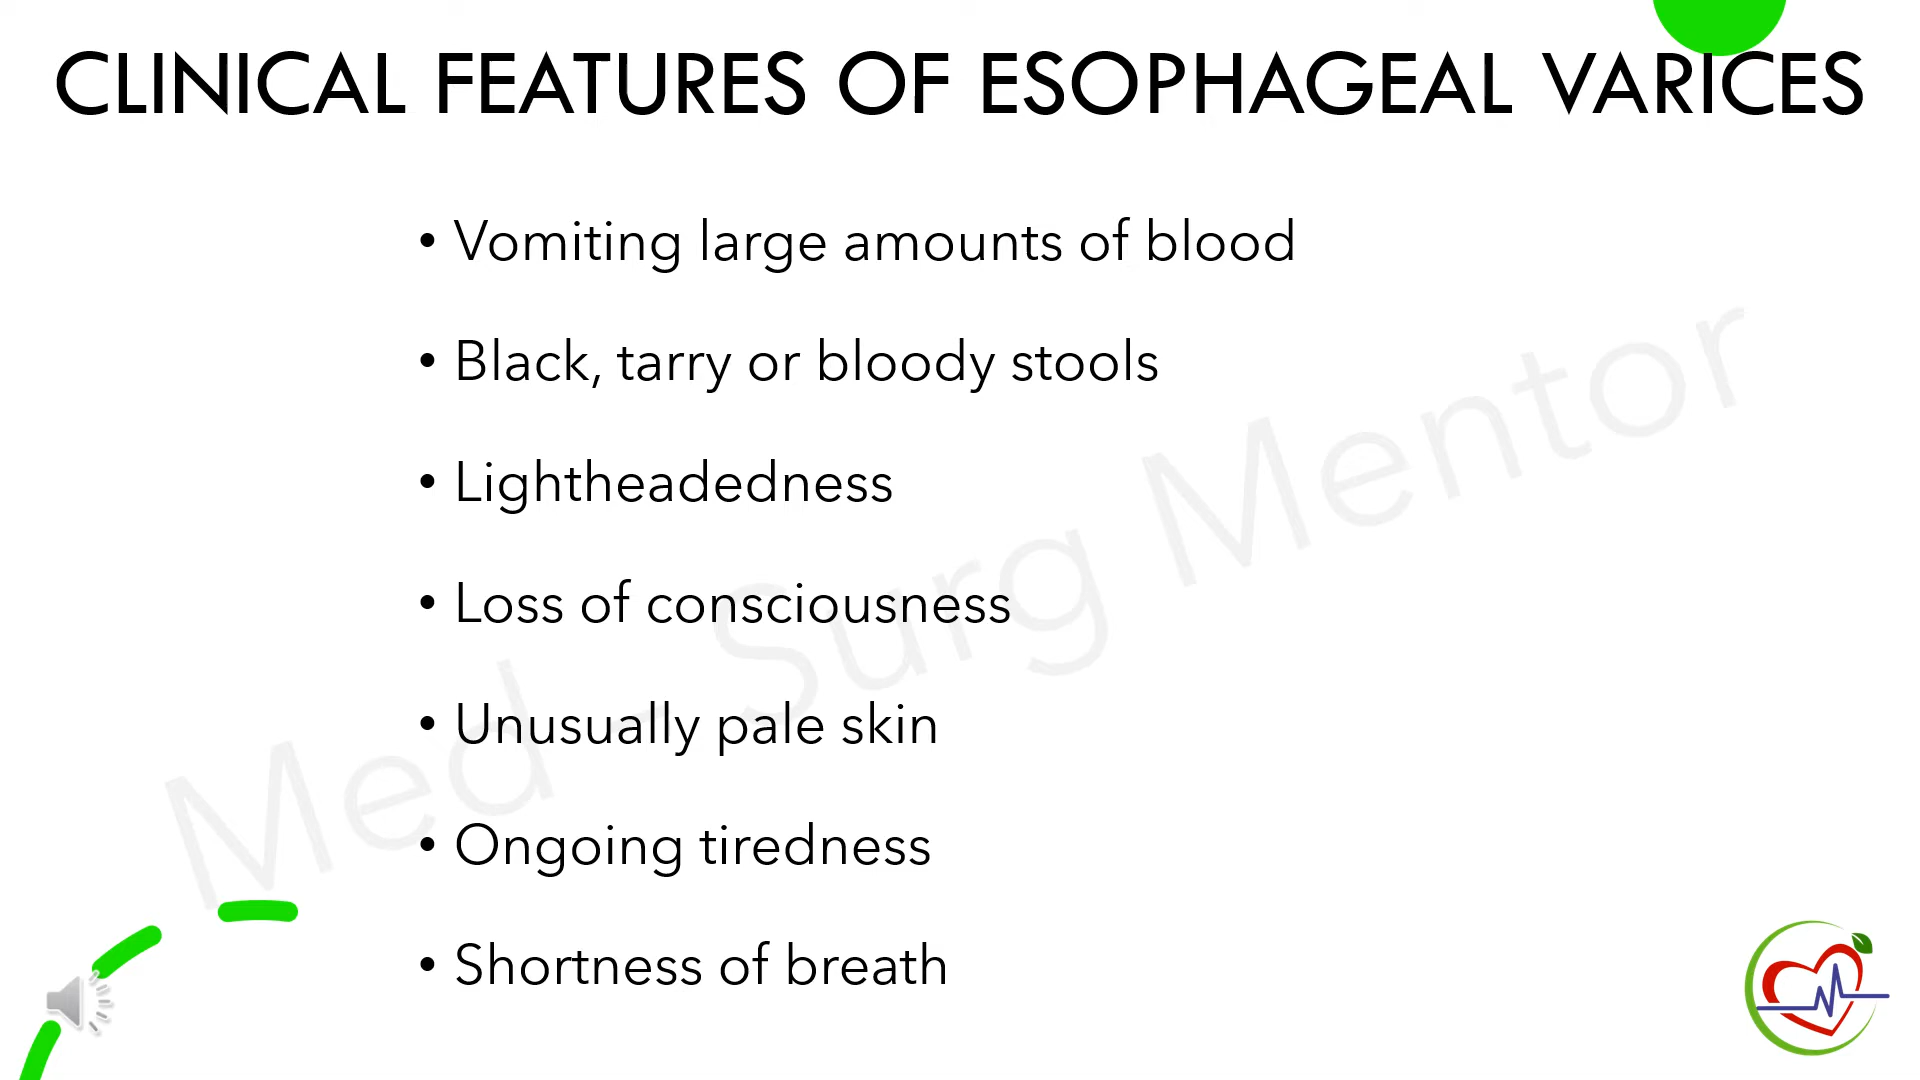 CLINICAL FEATURES OF ESOPHAGEAL VARICES
• Vomiting large amounts of blood
• Black, tarry or bloody stools
• Lightheadedness
• Loss of consciousness
• Unusually pale skin
• Ongoing tiredness
• Shortness of breath
Med - Surg Mentor